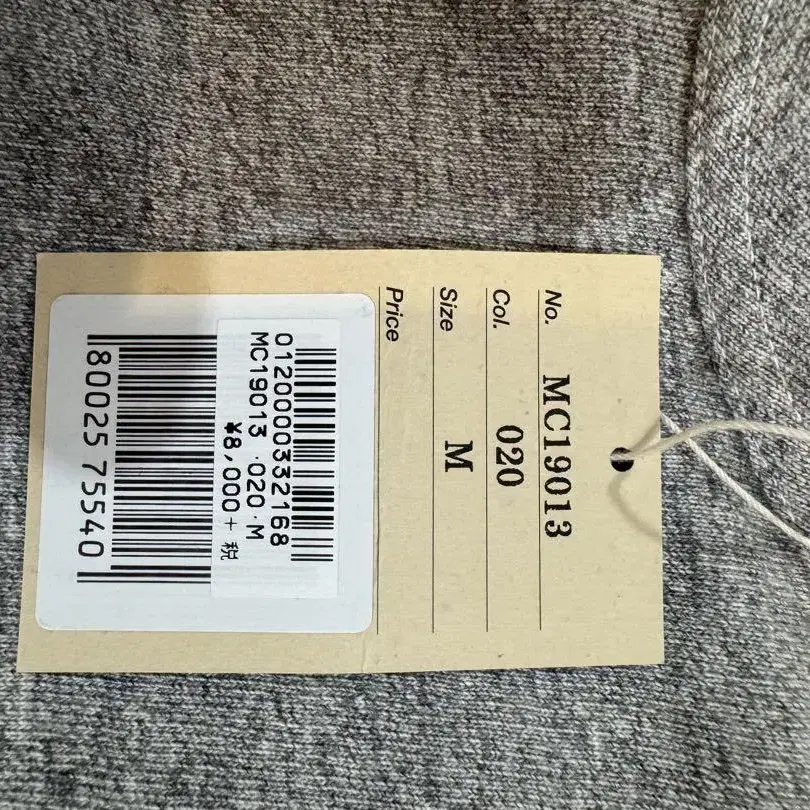 No. MC19013
Col. 020
Size M
Price
0120000332168
MC19013 ·020 ·M
¥8,000+ 税
80025 75540